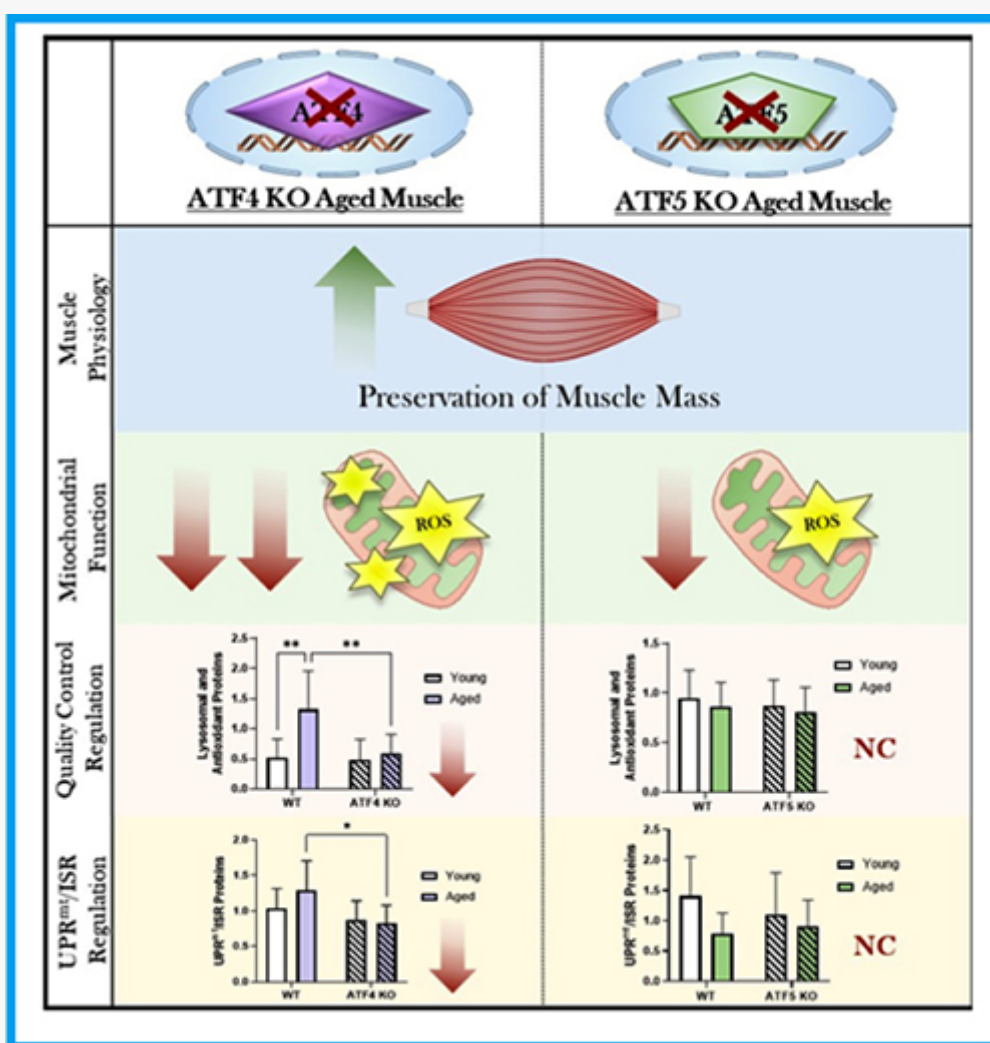 ATF4
ATF5
ATF4 KO Aged Muscle
ATF5 KO Aged Muscle
Muscle
Physiology
Preservation of Muscle Mass
Mitochondrial
Function
ROS
ROS
Quality Control
Regulation
Lysosomal and
Antioxidant Proteins
2.5
2.0
1.5
1.0
0.5
0.0
**
**
WT
ATF4 KO
Young
Aged
Lysosomal and
Antioxidant Proteins
1.5
1.0
0.5
0.0
WT
ATF5 KO
Young
Aged
NC
UPRmt/ISR
Regulation
UPRmt/ISR Proteins
2.0
1.5
1.0
0.5
0.0
*
WT
ATF4 KO
Young
Aged
UPRmt/ISR Proteins
2.5
2.0
1.5
1.0
0.5
0.0
WT
ATF5 KO
Young
Aged
NC